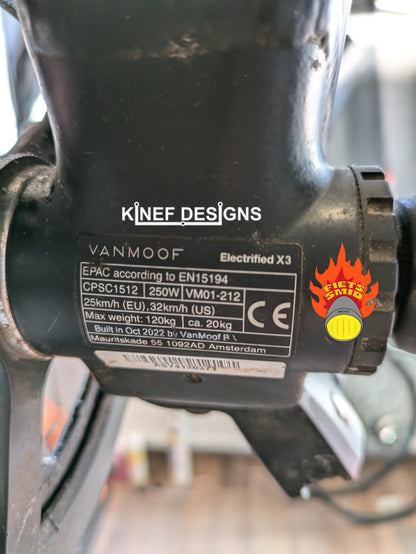 KINEF DESIGNS
VANMOOF Electrified X3
EPAC according to EN15194
CPSC1512 250W VM01-212
25km/h (EU), 32km/h (US)
Max weight: 120kg ca. 20kg
CE
Built in Oct 2022 by VanMoof B
Mauritskade 55 1092AD Amsterdam
FIETS
SMID